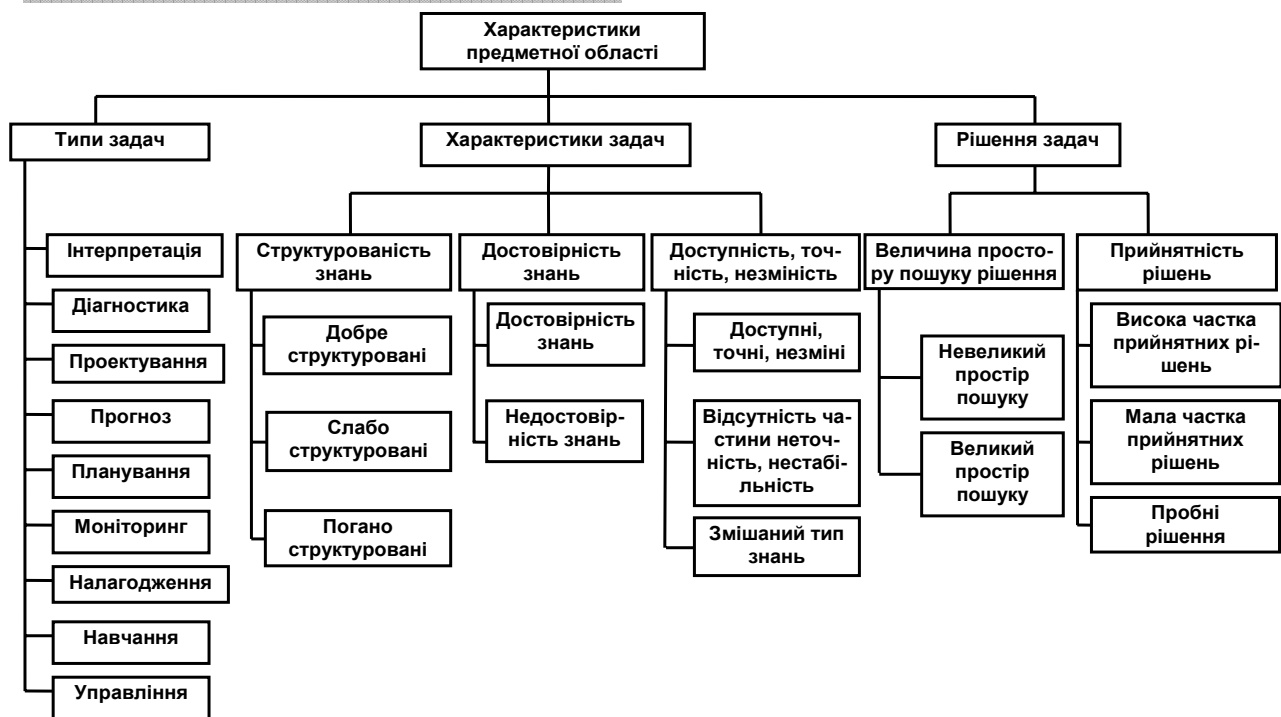 Характеристики
предметної області
Типи задач
Характеристики задач
Рішення задач
Інтерпретація
Діагностика
Проектування
Прогноз
Планування
Моніторинг
Налагодження
Навчання
Управління
Структурованість
знань
Добре
структуровані
Слабо
структуровані
Погано
структуровані
Достовірність
знань
Достовірність
знань
Недостовір-
ність знань
Доступність, точ-
ність, незміність
Доступні,
точні, незміні
Відсутність ча-
стини неточ-
ність, нестабі-
льність
Змішаний тип
знань
Величина просто-
ру пошуку рішення
Невеликий
простір
пошуку
Великий
простір
пошуку
Прийнятність
рішень
Висока частка
прийнятних рі-
шень
Мала частка
прийнятних
рішень
Пробні
рішення